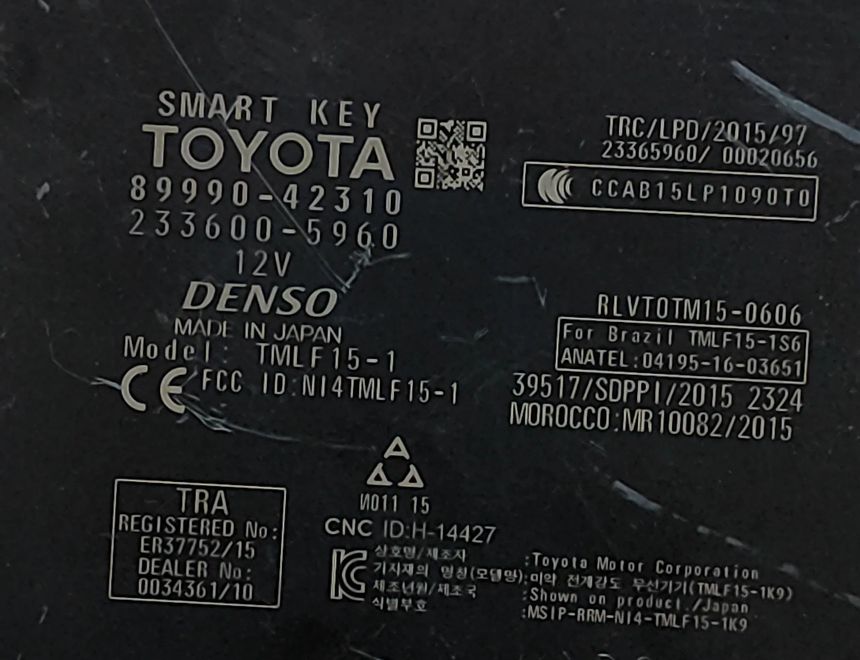 SMART KEY
TOYOTA
89990-42310
233600-5960
12V
DENSO
MADE IN JAPAN
Model: TMLF15-1
CE FCC ID:NI4TMLF15-1
TRC/LPD/2015/97
23365960/ 00020656
CCAB15LP1090T0
RLVTOTM15-0606
For Brazil TMLF15-1S6
ANATEL:04195-16-03651
39517/SDPPI/2015 2324
MOROCCO:MR10082/2015
TRA
REGISTERED No:
ER37752/15
DEALER No:
0034361/10
И011 15
CNC ID:H-14427
상호명/제조자 :Toyota Motor Corporation
기자재의 명칭(모델명):미약 전계강도 무선기기(TMLF15-1K9)
제조년원/제조국 :Shown on product./Japan
식별부호 :MSIP-RRM-NI4-TMLF15-1K9